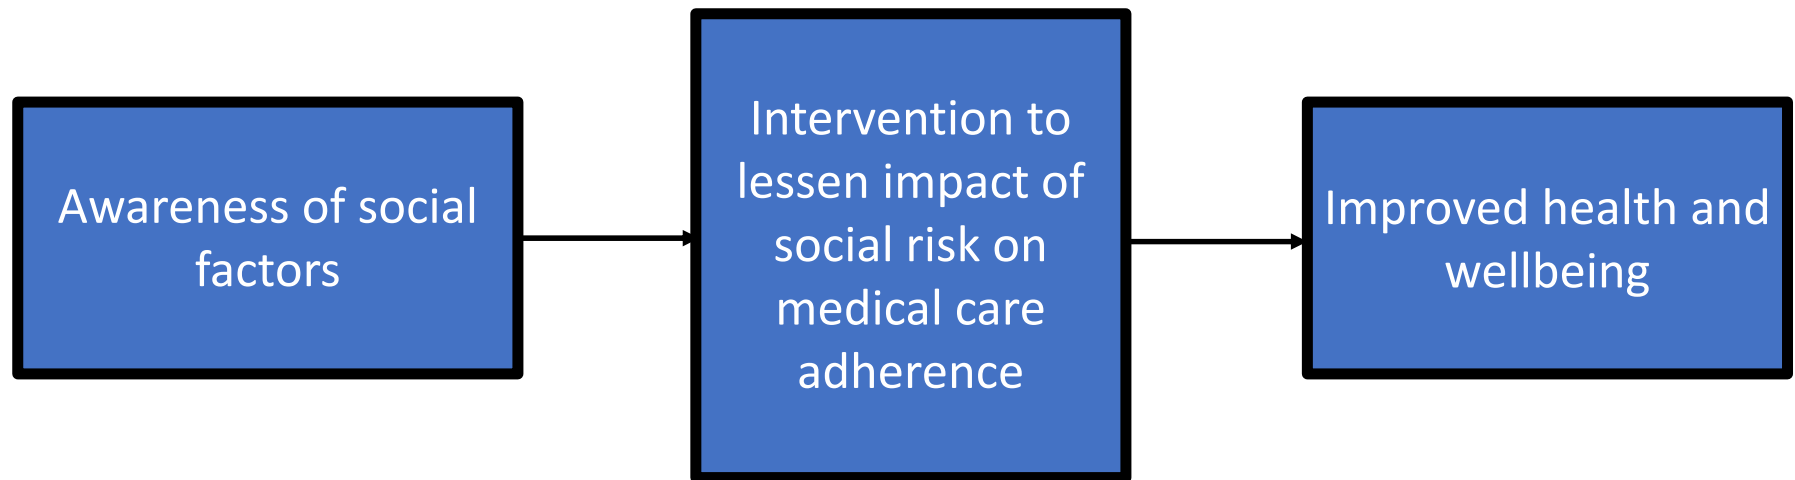 Awareness of social
factors
Intervention to
lessen impact of
social risk on
medical care
adherence
Improved health and
wellbeing